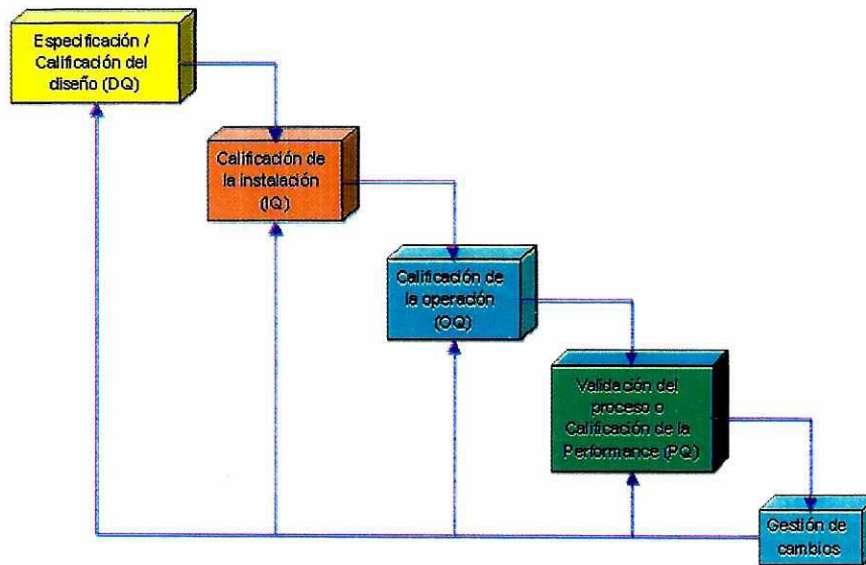 Especificación /
Calificación del
diseño (DQ)
Calificación de
la instalación
(IQ)
Calificación de
la operación
(OQ)
Validación del
proceso o
Calificación de la
Performance (PQ)
Gestión de
cambios